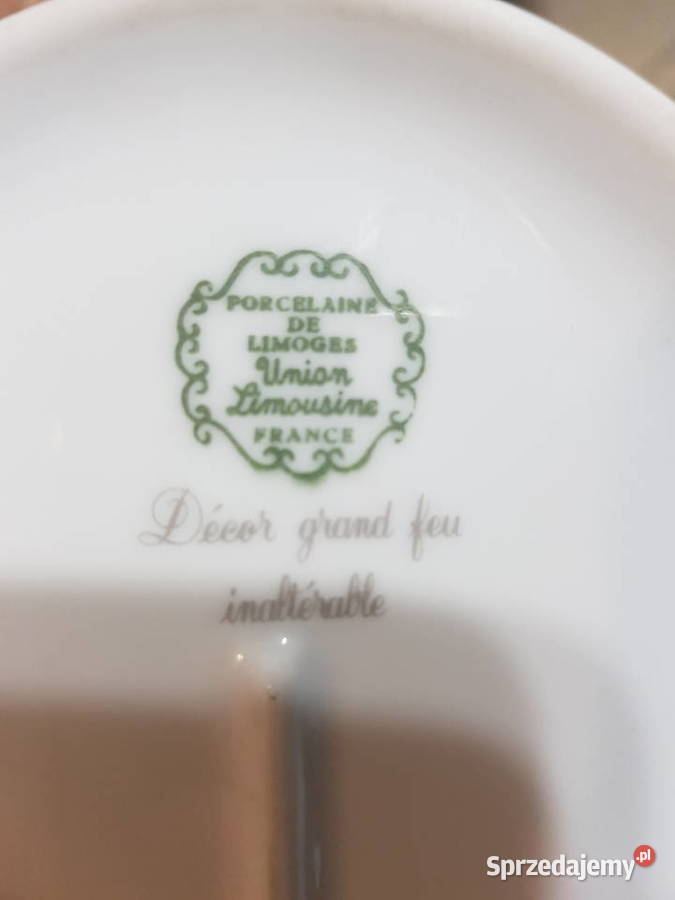 PORCELAINE
DE
LIMOGES
Union
Limousine
FRANCE
Décor grand feu
inaltérable
Sprzedajemy.pl